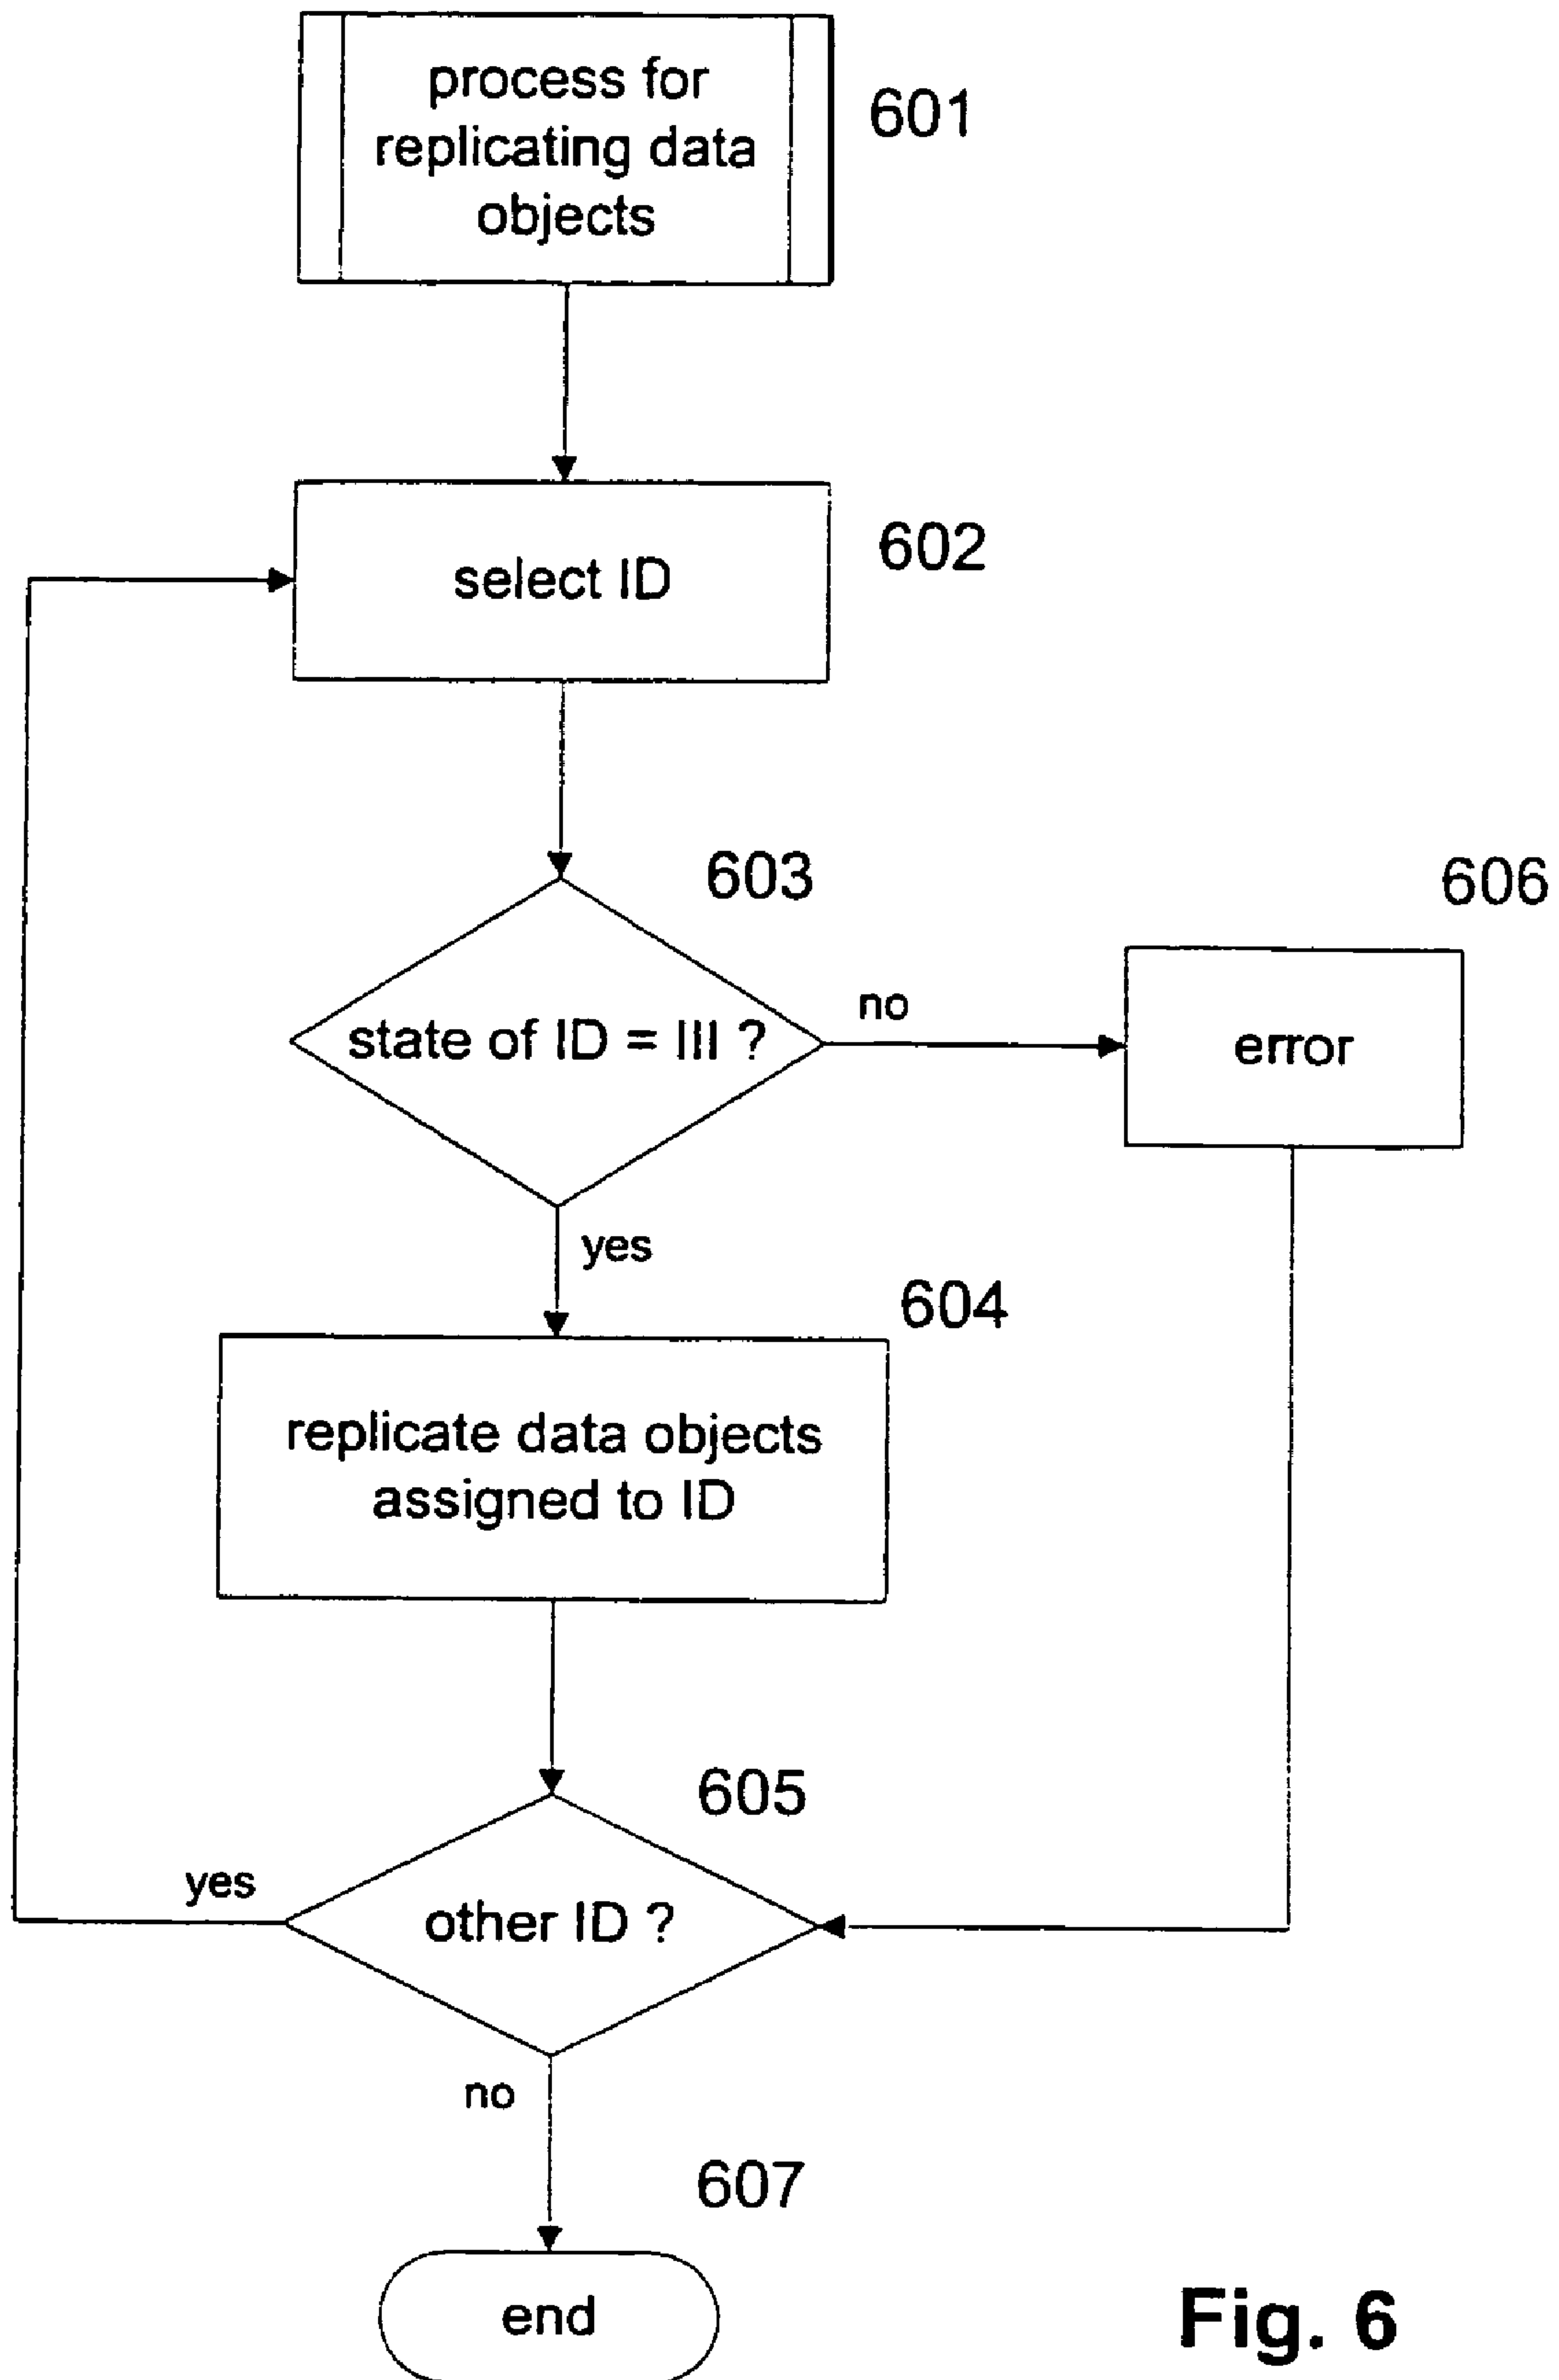 process for
replicating data
objects
601
select ID
602
603
606
state of ID = III ?
no
error
yes
604
replicate data objects
assigned to ID
605
yes
other ID ?
no
607
end
Fig. 6